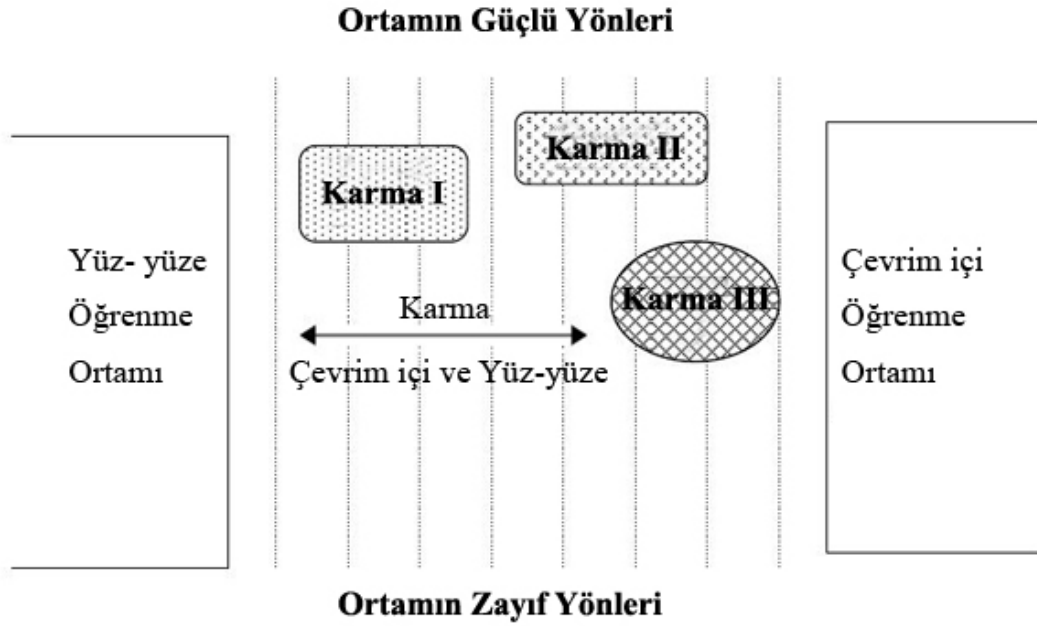 Ortamın Güçlü Yönleri
Karma I
Karma II
Karma III
Yüz- yüze
Öğrenme
Ortamı
Karma
Çevrim içi ve Yüz-yüze
Çevrim içi
Öğrenme
Ortamı
Ortamın Zayıf Yönleri